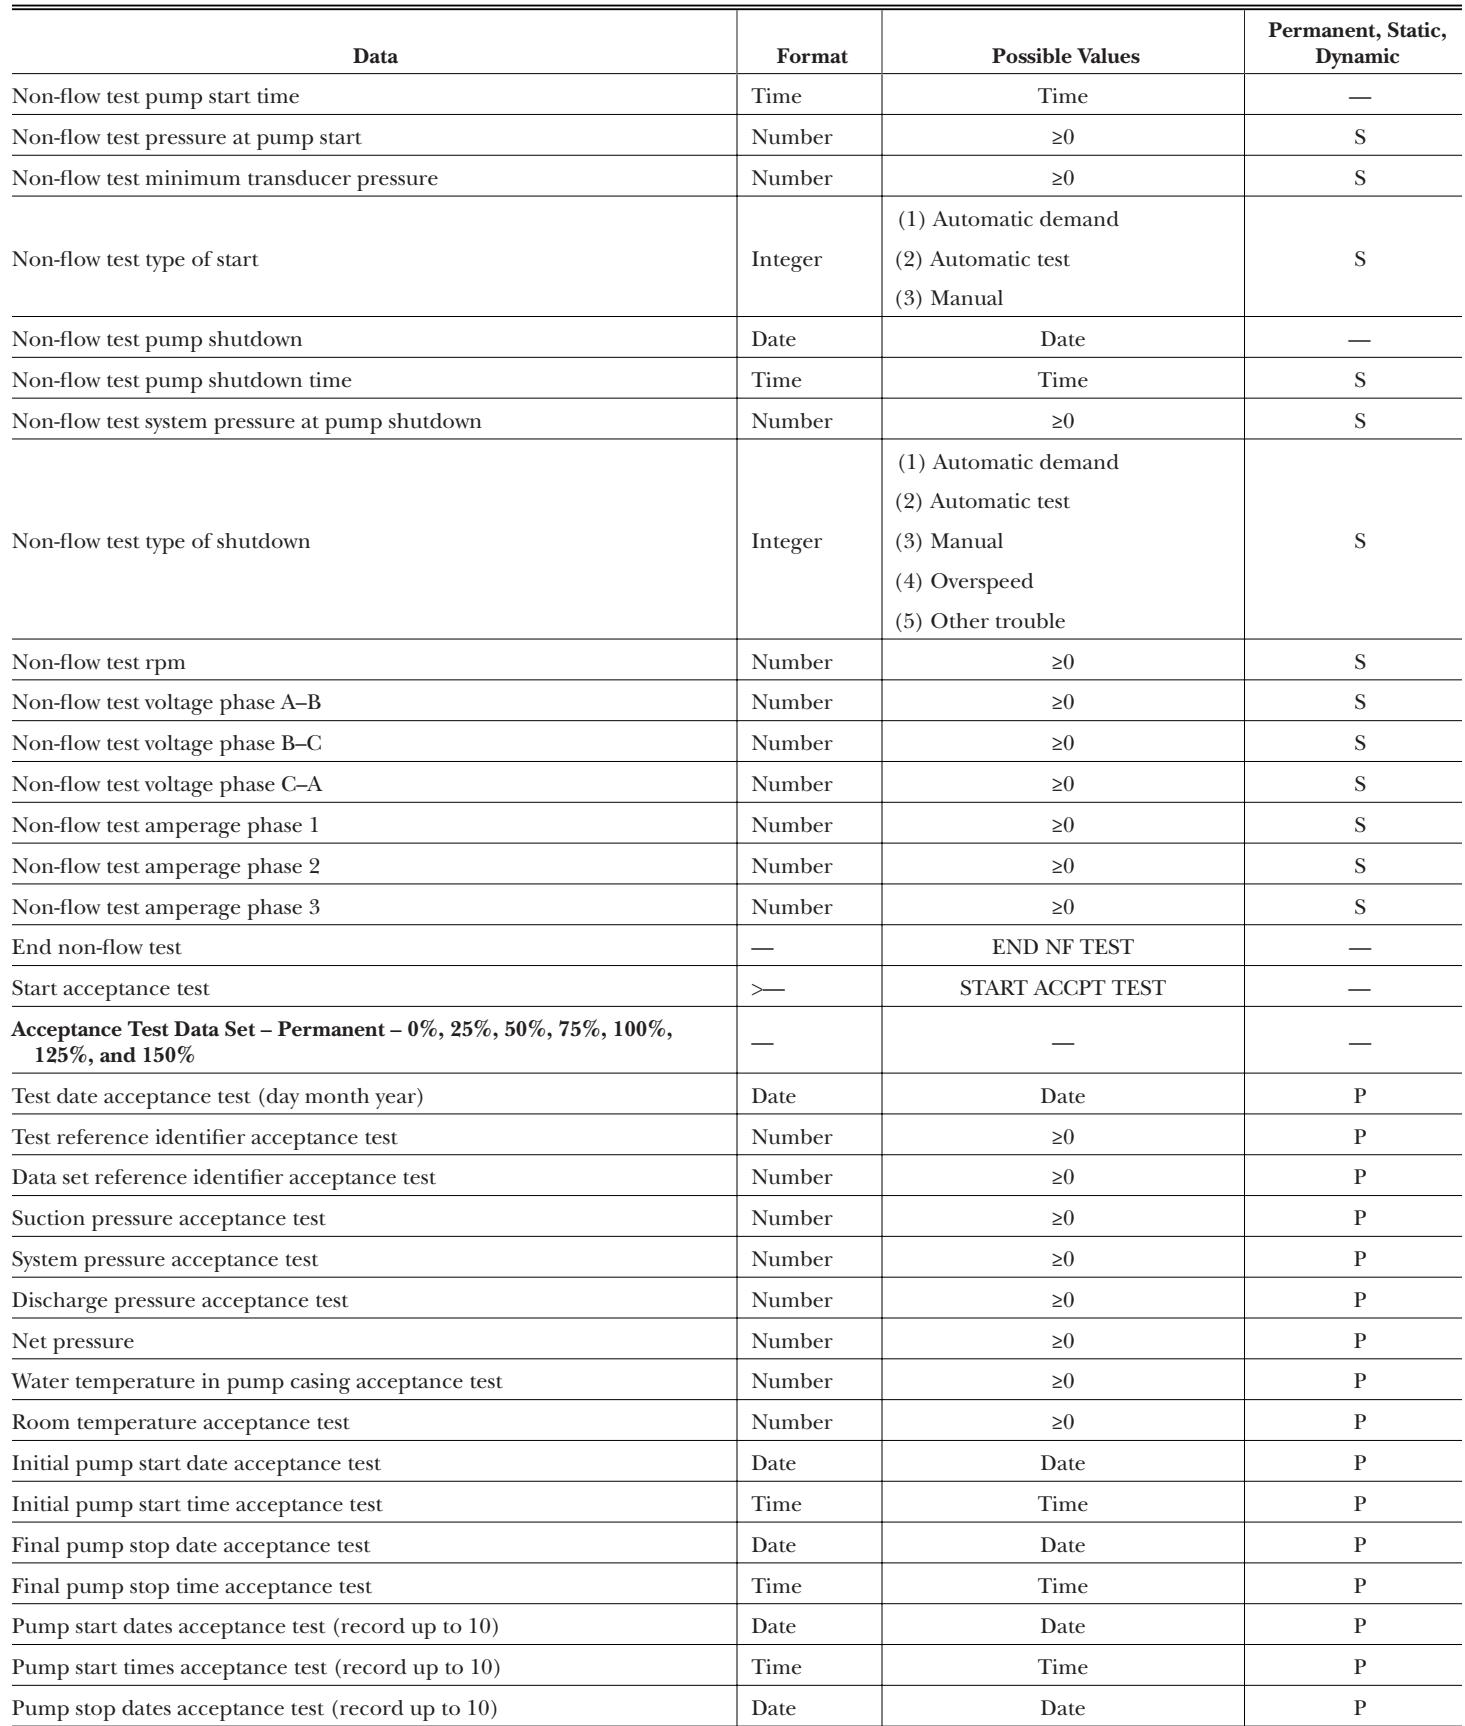 Data Format Possible Values Permanent, Static,
Dynamic
Non-flow test pump start time Time Time —
Non-flow test pressure at pump start Number ≥0 S
Non-flow test minimum transducer pressure Number ≥0 S
(1) Automatic demand
Non-flow test type of start Integer (2) Automatic test S
(3) Manual
Non-flow test pump shutdown Date Date —
Non-flow test pump shutdown time Time Time S
Non-flow test system pressure at pump shutdown Number ≥0 S
(1) Automatic demand
(2) Automatic test
Non-flow test type of shutdown Integer (3) Manual S
(4) Overspeed
(5) Other trouble
Non-flow test rpm Number ≥0 S
Non-flow test voltage phase A–B Number ≥0 S
Non-flow test voltage phase B–C Number ≥0 S
Non-flow test voltage phase C–A Number ≥0 S
Non-flow test amperage phase 1 Number ≥0 S
Non-flow test amperage phase 2 Number ≥0 S
Non-flow test amperage phase 3 Number ≥0 S
End non-flow test — END NF TEST —
Start acceptance test >— START ACCPT TEST —
Acceptance Test Data Set – Permanent – 0%, 25%, 50%, 75%, 100%,
125%, and 150% — — —
Test date acceptance test (day month year) Date Date P
Test reference identifier acceptance test Number ≥0 P
Data set reference identifier acceptance test Number ≥0 P
Suction pressure acceptance test Number ≥0 P
System pressure acceptance test Number ≥0 P
Discharge pressure acceptance test Number ≥0 P
Net pressure Number ≥0 P
Water temperature in pump casing acceptance test Number ≥0 P
Room temperature acceptance test Number ≥0 P
Initial pump start date acceptance test Date Date P
Initial pump start time acceptance test Time Time P
Final pump stop date acceptance test Date Date P
Final pump stop time acceptance test Time Time P
Pump start dates acceptance test (record up to 10) Date Date P
Pump start times acceptance test (record up to 10) Time Time P
Pump stop dates acceptance test (record up to 10) Date Date P